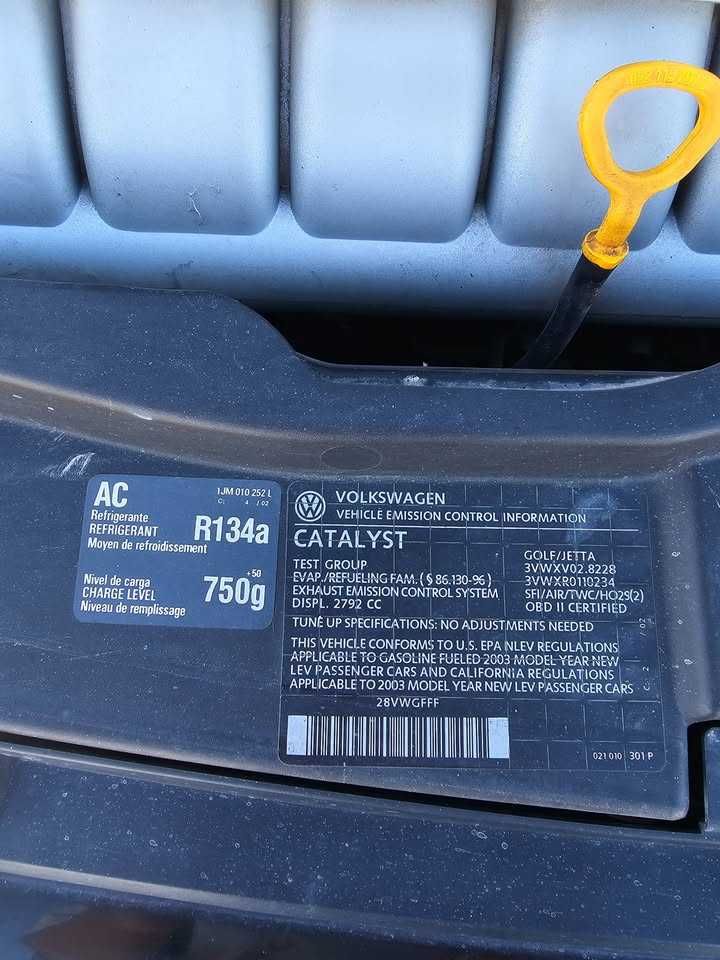 AC
1JM 010 252 L
C. 4 / 02
Refrigerante
REFRIGERANT
R134a
Moyen de refroidissement
Nivel de carga
CHARGE LEVEL
Niveau de remplissage
+50
750g
VOLKSWAGEN
VEHICLE EMISSION CONTROL INFORMATION
CATALYST
GOLF/JETTA
TEST GROUP
3VWXV02.8228
EVAP./REFUELING FAM. (§ 86.130-96)
3VWXR0110234
EXHAUST EMISSION CONTROL SYSTEM
SFI/AIR/TWC/HO2S(2)
DISPL. 2792 CC
OBD II CERTIFIED
TUNE UP SPECIFICATIONS: NO ADJUSTMENTS NEEDED
THIS VEHICLE CONFORMS TO U.S. EPA NLEV REGULATIONS
APPLICABLE TO GASOLINE FUELED 2003 MODEL YEAR NEW
LEV PASSENGER CARS AND CALIFORNIA REGULATIONS
APPLICABLE TO 2003 MODEL YEAR NEW LEV PASSENGER CARS
28VWGFFF
021 010 301 P